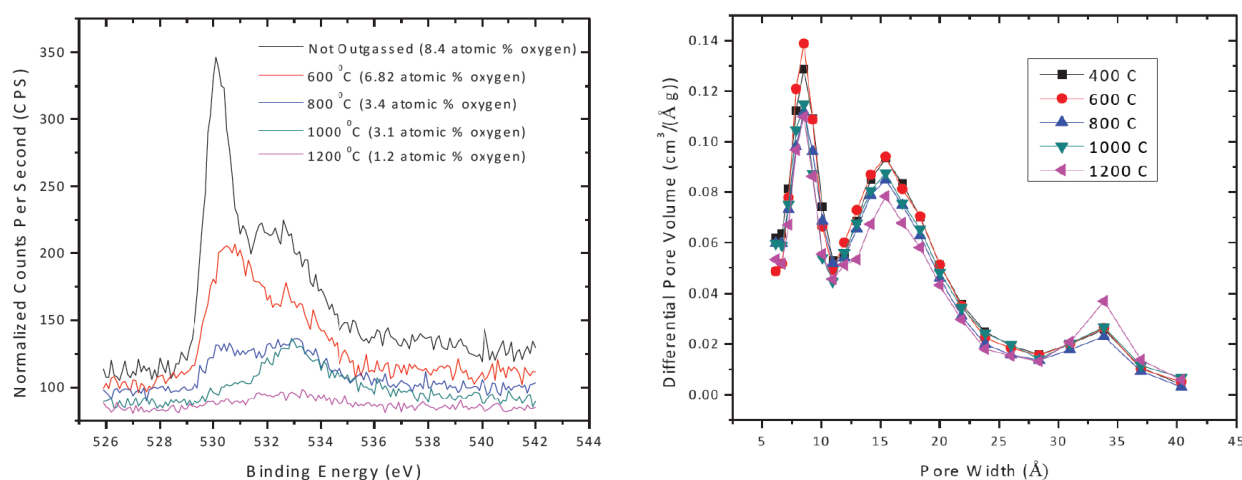 Normalized Counts Per Second (CPS)
350
300
250
200
150
100
Not Outgassed (8.4 atomic % oxygen)
600 ⁰C (6.82 atomic % oxygen)
800 ⁰C (3.4 atomic % oxygen)
1000 ⁰C (3.1 atomic % oxygen)
1200 ⁰C (1.2 atomic % oxygen)
526 528 530 532 534 536 538 540 542 544
Binding Energy (eV)
Differential Pore Volume (cm³/(Å g))
0.14
0.12
0.10
0.08
0.06
0.04
0.02
0.00
400 C
600 C
800 C
1000 C
1200 C
5 10 15 20 25 30 35 40 45
Pore Width (Å)